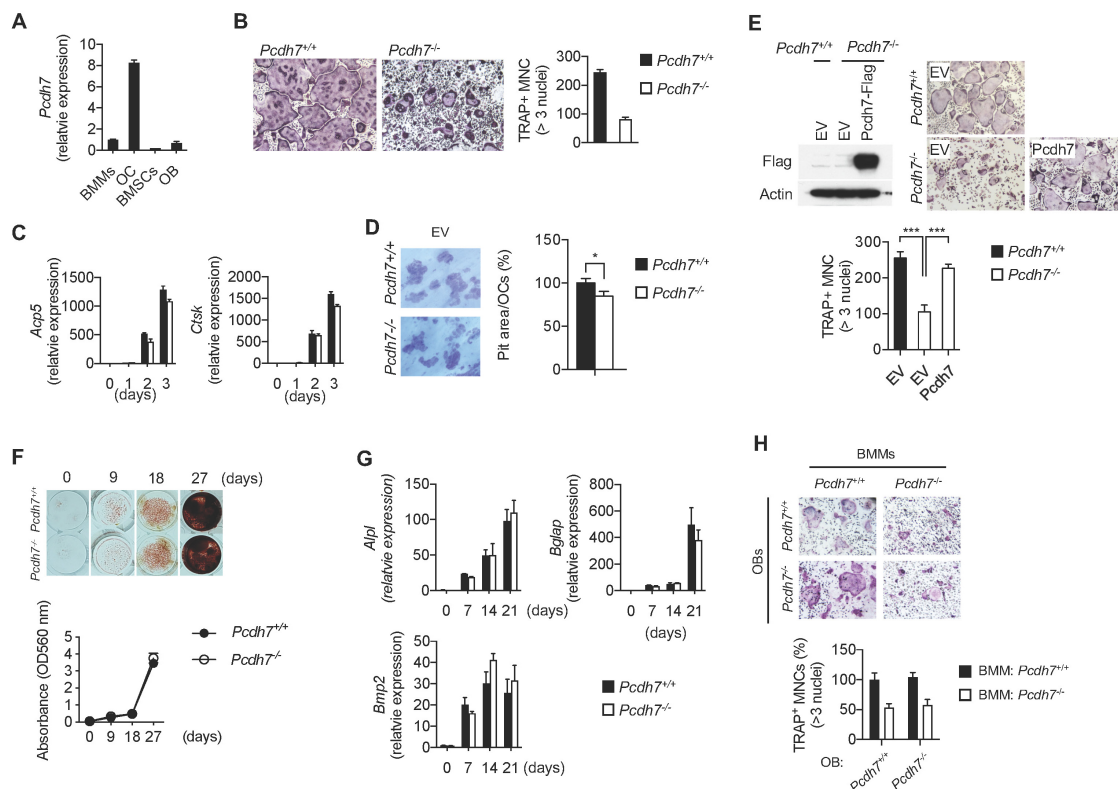 A
Pcdh7
(relatvie expression)
10
8
6
4
2
0
BMMs
OC
BMSCs
OB
B
Pcdh7+/+
Pcdh7-/-
TRAP+ MNC
(> 3 nuclei)
300
200
100
0
Pcdh7+/+
Pcdh7-/-
C
Acp5
(relatvie expression)
1500
1000
500
0
0 1 2 3
(days)
Ctsk
(relatvie expression)
2000
1500
1000
500
0
0 1 2 3
(days)
D
EV
Pcdh7+/+
Pcdh7-/-
Pit area/OCs (%)
150
100
50
0
*
Pcdh7+/+
Pcdh7-/-
E
Pcdh7+/+
Pcdh7-/-
EV
EV
Pcdh7-Flag
Flag
Actin
Pcdh7+/+
EV
Pcdh7-/-
EV
Pcdh7
TRAP+ MNC
(> 3 nuclei)
300
200
100
0
*** ***
EV
EV
Pcdh7
Pcdh7+/+
Pcdh7-/-
F
0 9 18 27 (days)
Pcdh7+/+
Pcdh7-/-
Absorbance (OD560 nm)
5
4
3
2
1
0
0 9 18 27 (days)
Pcdh7+/+
Pcdh7-/-
G
Alpl
(relatvie expression)
150
100
50
0
0 7 14 21 (days)
Bglap
(relatvie expression)
800
600
400
200
0
0 7 14 21
(days)
Bmp2
(relatvie expression)
50
40
30
20
10
0
0 7 14 21 (days)
Pcdh7+/+
Pcdh7-/-
H
BMMs
Pcdh7+/+
Pcdh7-/-
OBs
Pcdh7+/+
Pcdh7-/-
TRAP+ MNCs (%)
(>3 nuclei)
150
100
50
0
OB:
Pcdh7+/+
Pcdh7-/-
BMM: Pcdh7+/+
BMM: Pcdh7-/-